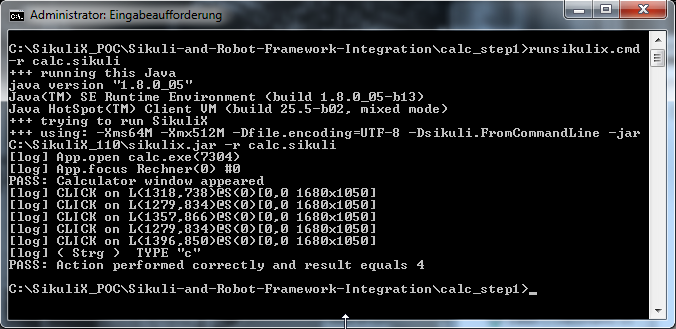 Administrator: Eingabeaufforderung
C:\SikuliX_POC\Sikuli-and-Robot-Framework-Integration\calc_step1>runsikulix.cmd
-r calc.sikuli
+++ running this Java
java version "1.8.0_05"
Java(TM) SE Runtime Environment (build 1.8.0_05-b13)
Java HotSpot(TM) Client VM (build 25.5-b02, mixed mode)
+++ trying to run SikuliX
+++ using: -Xms64M -Xmx512M -Dfile.encoding=UTF-8 -Dsikuli.FromCommandLine -jar
C:\SikuliX_110\sikulix.jar -r calc.sikuli
[log] App.open calc.exe(7304)
[log] App.focus Rechner(0) #0
PASS: Calculator window appeared
[log] CLICK on L(1318,738)@S(0)[0,0 1680x1050]
[log] CLICK on L(1279,834)@S(0)[0,0 1680x1050]
[log] CLICK on L(1357,866)@S(0)[0,0 1680x1050]
[log] CLICK on L(1279,834)@S(0)[0,0 1680x1050]
[log] CLICK on L(1396,850)@S(0)[0,0 1680x1050]
[log] ( Strg )  TYPE "c"
PASS: Action performed correctly and result equals 4
C:\SikuliX_POC\Sikuli-and-Robot-Framework-Integration\calc_step1>_